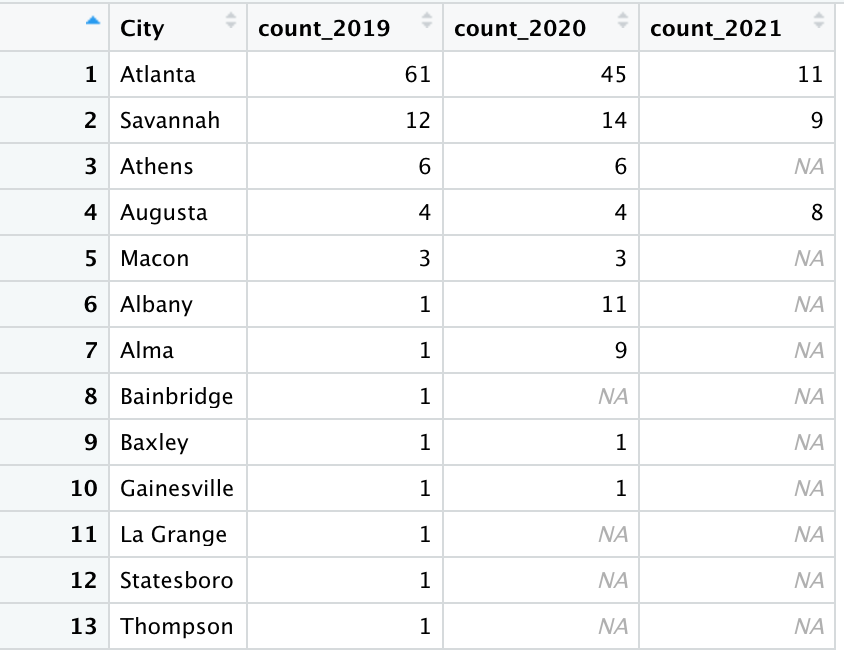 City count_2019 count_2020 count_2021
1 Atlanta 61 45 11
2 Savannah 12 14 9
3 Athens 6 6 NA
4 Augusta 4 4 8
5 Macon 3 3 NA
6 Albany 1 11 NA
7 Alma 1 9 NA
8 Bainbridge 1 NA NA
9 Baxley 1 1 NA
10 Gainesville 1 1 NA
11 La Grange 1 NA NA
12 Statesboro 1 NA NA
13 Thompson 1 NA NA